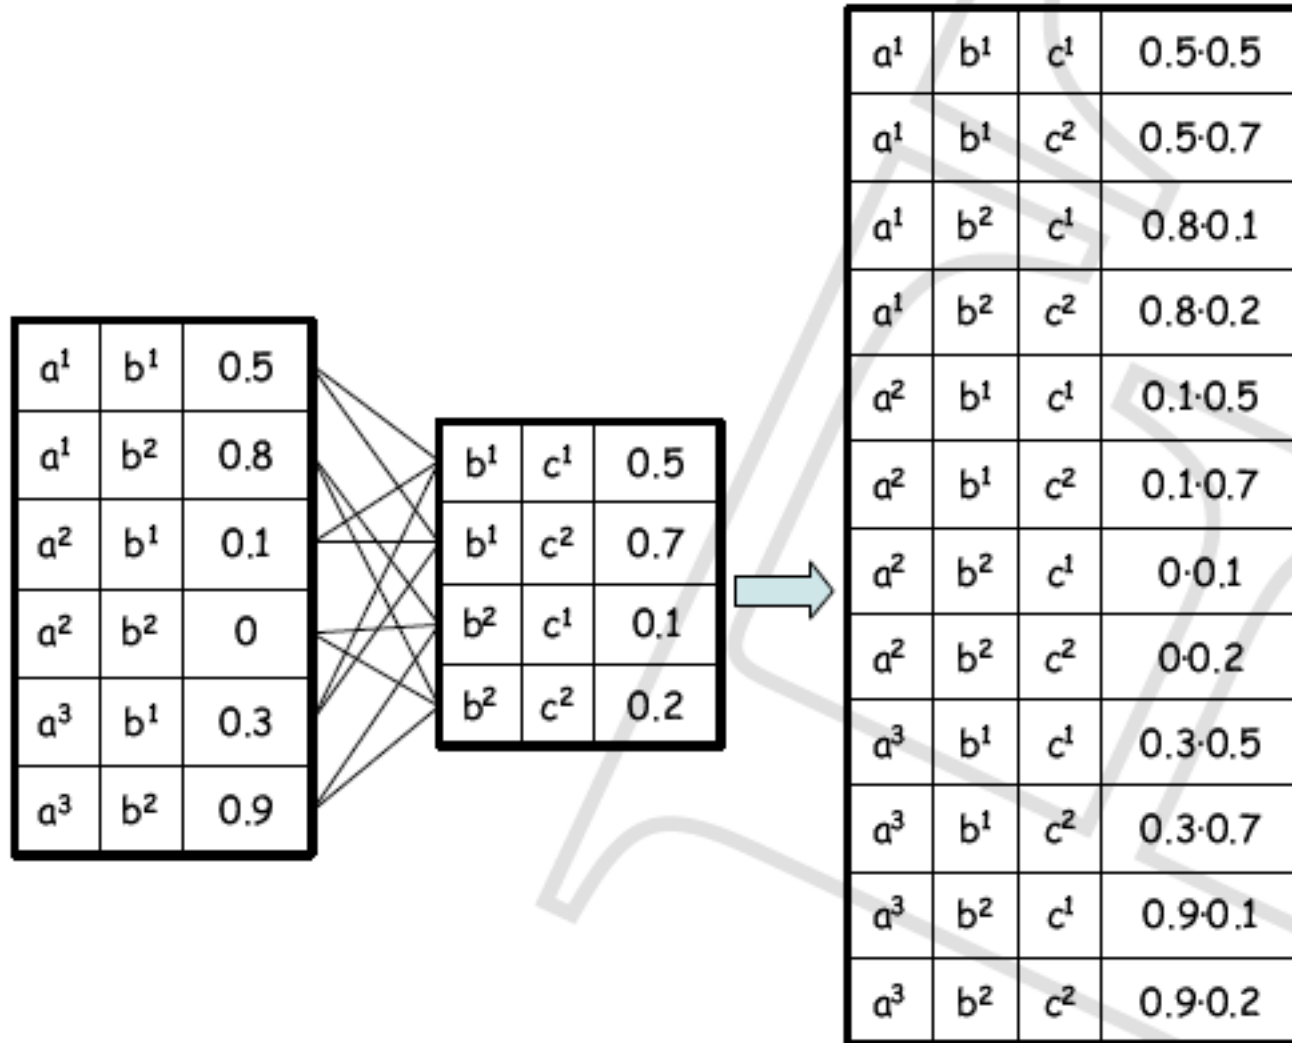 a¹ b¹ 0.5
a¹ b² 0.8
a² b¹ 0.1
a² b² 0
a³ b¹ 0.3
a³ b² 0.9
b¹ c¹ 0.5
b¹ c² 0.7
b² c¹ 0.1
b² c² 0.2
a¹ b¹ c¹ 0.5·0.5
a¹ b¹ c² 0.5·0.7
a¹ b² c¹ 0.8·0.1
a¹ b² c² 0.8·0.2
a² b¹ c¹ 0.1·0.5
a² b¹ c² 0.1·0.7
a² b² c¹ 0·0.1
a² b² c² 0·0.2
a³ b¹ c¹ 0.3·0.5
a³ b¹ c² 0.3·0.7
a³ b² c¹ 0.9·0.1
a³ b² c² 0.9·0.2